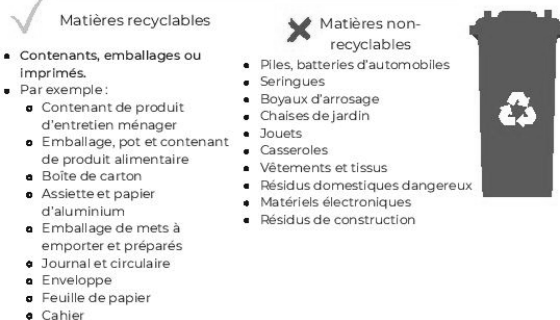 Matières recyclables
Contenants, emballages ou
imprimés.
Par exemple :
Contenant de produit
d'entretien ménager
Emballage, pot et contenant
de produit alimentaire
Boîte de carton
Assiette et papier
d'aluminium
Emballage de mets à
emporter et préparés
Journal et circulaire
Enveloppe
Feuille de papier
Cahier
Matières non-
recyclables
Piles, batteries d'automobiles
Seringues
Boyaux d'arrosage
Chaises de jardin
Jouets
Casseroles
Vêtements et tissus
Résidus domestiques dangereux
Matériels électroniques
Résidus de construction